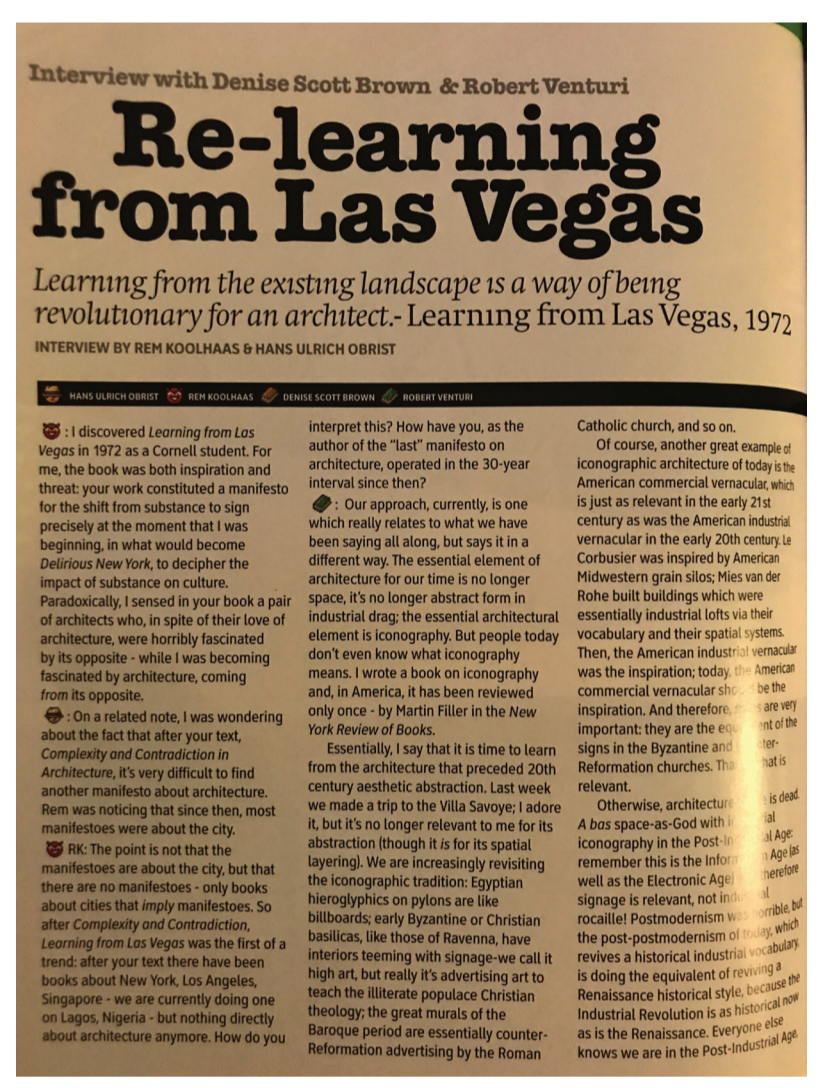 Interview with Denise Scott Brown & Robert Venturi
Re-learning
from Las Vegas
Learning from the existing landscape is a way of being
revolutionary for an architect.- Learning from Las Vegas, 1972
INTERVIEW BY REM KOOLHAAS & HANS ULRICH OBRIST
HANS ULRICH OBRIST REM KOOLHAAS DENISE SCOTT BROWN ROBERT VENTURI
: I discovered Learning from Las
Vegas in 1972 as a Cornell student. For
me, the book was both inspiration and
threat: your work constituted a manifesto
for the shift from substance to sign
precisely at the moment that I was
beginning, in what would become
Delirious New York, to decipher the
impact of substance on culture.
Paradoxically, I sensed in your book a pair
of architects who, in spite of their love of
architecture, were horribly fascinated
by its opposite - while I was becoming
fascinated by architecture, coming
from its opposite.
: On a related note, I was wondering
about the fact that after your text,
Complexity and Contradiction in
Architecture, it's very difficult to find
another manifesto about architecture.
Rem was noticing that since then, most
manifestoes were about the city.
RK: The point is not that the
manifestoes are about the city, but that
there are no manifestoes - only books
about cities that imply manifestoes. So
after Complexity and Contradiction,
Learning from Las Vegas was the first of a
trend: after your text there have been
books about New York, Los Angeles,
Singapore - we are currently doing one
on Lagos, Nigeria - but nothing directly
about architecture anymore. How do you
interpret this? How have you, as the
author of the "last" manifesto on
architecture, operated in the 30-year
interval since then?
: Our approach, currently, is one
which really relates to what we have
been saying all along, but says it in a
different way. The essential element of
architecture for our time is no longer
space, it's no longer abstract form in
industrial drag; the essential architectural
element is iconography. But people today
don't even know what iconography
means. I wrote a book on iconography
and, in America, it has been reviewed
only once - by Martin Filler in the New
York Review of Books.
Essentially, I say that it is time to learn
from the architecture that preceded 20th
century aesthetic abstraction. Last week
we made a trip to the Villa Savoye; I adore
it, but it's no longer relevant to me for its
abstraction (though it is for its spatial
layering). We are increasingly revisiting
the iconographic tradition: Egyptian
hieroglyphics on pylons are like
billboards; early Byzantine or Christian
basilicas, like those of Ravenna, have
interiors teeming with signage-we call it
high art, but really it's advertising art to
teach the illiterate populace Christian
theology; the great murals of the
Baroque period are essentially counter-
Reformation advertising by the Roman
Catholic church, and so on.
Of course, another great example of
iconographic architecture of today is the
American commercial vernacular, which
is just as relevant in the early 21st
century as was the American industrial
vernacular in the early 20th century. Le
Corbusier was inspired by American
Midwestern grain silos; Mies van der
Rohe built buildings which were
essentially industrial lofts via their
vocabulary and their spatial systems.
Then, the American industrial vernacular
was the inspiration; today, the American
commercial vernacular be the
inspiration. And therefore, are very
important: they are the of the
signs in the Byzantine and
Reformation churches. is
relevant.
Otherwise, architecture is dead.
A bas space-as-God with
iconography in the Age:
remember this is the Age (as
well as the Electronic Age) therefore
signage is relevant, not
rocaille! Postmodernism was horrible, but
the post-postmodernism of today, which
revives a historical industrial vocabulary,
is doing the equivalent of reviving a
Renaissance historical style, because the
Industrial Revolution is as historical now
as is the Renaissance. Everyone else
knows we are in the Post-Industrial Age.